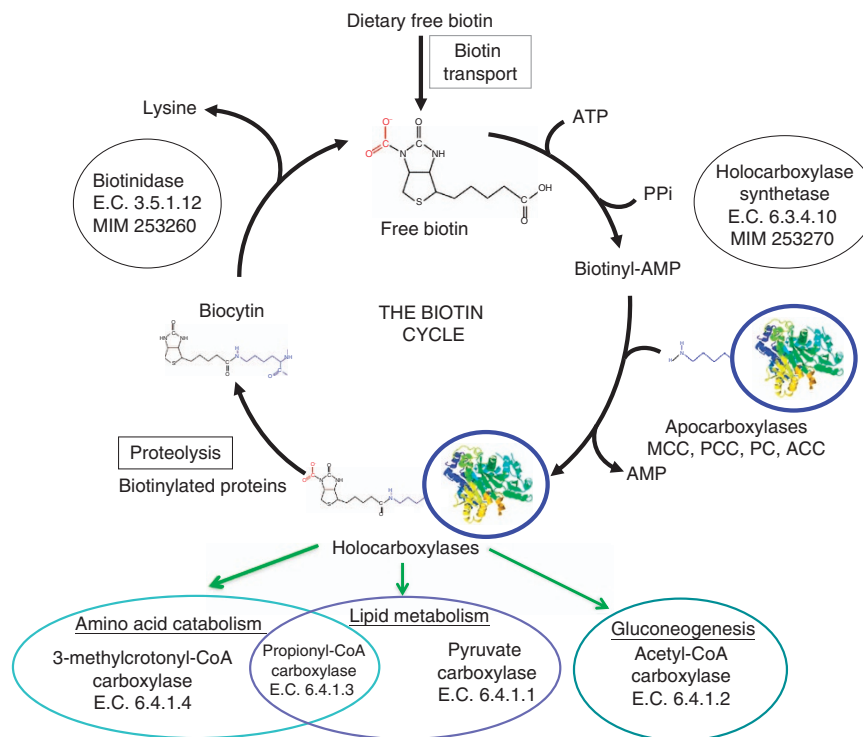 Dietary free biotin
Biotin
transport
Lysine
ATP
Biotinidase
E.C. 3.5.1.12
MIM 253260
O-
O
C
O
N
NH
S
OH
O
Free biotin
PPi
Holocarboxylase
synthetase
E.C. 6.3.4.10
MIM 253270
Biotinyl-AMP
Biocytin
THE BIOTIN
CYCLE
Apocarboxylases
MCC, PCC, PC, ACC
AMP
Proteolysis
Biotinylated proteins
Holocarboxylases
Amino acid catabolism
3-methylcrotonyl-CoA
carboxylase
E.C. 6.4.1.4
Propionyl-CoA
carboxylase
E.C. 6.4.1.3
Lipid metabolism
Pyruvate
carboxylase
E.C. 6.4.1.1
Gluconeogenesis
Acetyl-CoA
carboxylase
E.C. 6.4.1.2